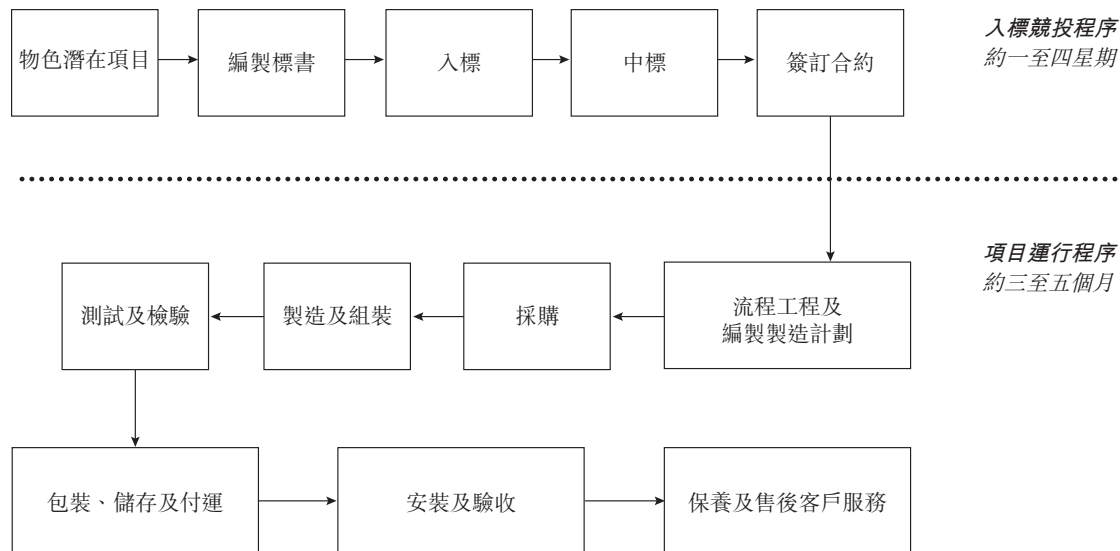 物色潛在項目
編製標書
入標
中標
簽訂合約
入標競投程序
約一至四星期
項目運行程序
約三至五個月
流程工程及
編製製造計劃
採購
製造及組裝
測試及檢驗
包裝、儲存及付運
安裝及驗收
保養及售後客戶服務